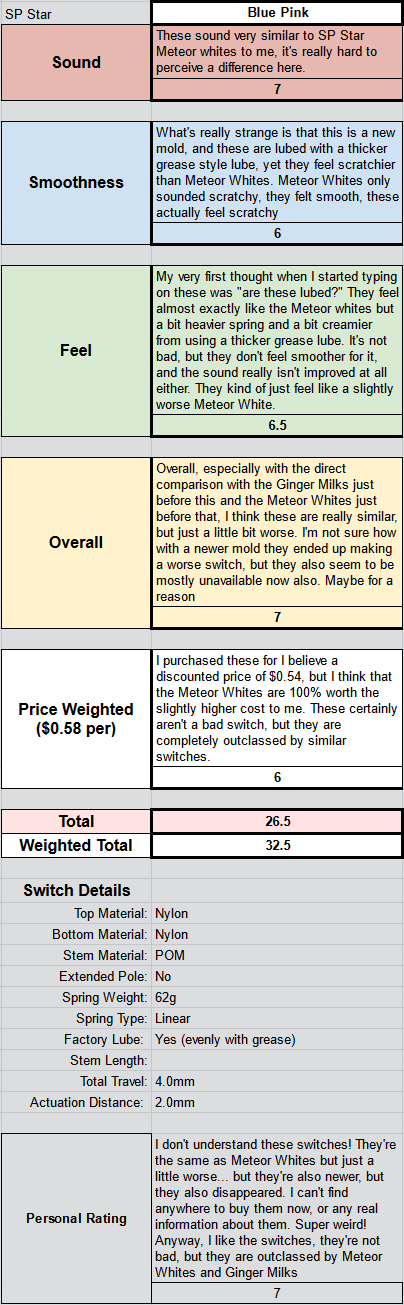 SP Star
Blue Pink
Sound
These sound very similar to SP Star
Meteor whites to me, it's really hard to
perceive a difference here.
7
Smoothness
What's really strange is that this is a new
mold, and these are lubed with a thicker
grease style lube, yet they feel scratchier
than Meteor Whites. Meteor Whites only
sounded scratchy, they felt smooth, these
actually feel scratchy
6
Feel
My very first thought when I started typing
on these was "are these lubed?" They feel
almost exactly like the Meteor whites but
a bit heavier spring and a bit creamier
from using a thicker grease lube. It's not
bad, but they don't feel smoother for it,
and the sound really isn't improved at all
either. They kind of just feel like a slightly
worse Meteor White.
6.5
Overall
Overall, especially with the direct
comparison with the Ginger Milks just
before this and the Meteor Whites just
before that, I think these are really similar,
but just a little bit worse. I'm not sure how
with a newer mold they ended up making
a worse switch, but they also seem to be
mostly unavailable now also. Maybe for a
reason
7
Price Weighted
($0.58 per)
I purchased these for I believe a
discounted price of $0.54, but I think that
the Meteor Whites are 100% worth the
slightly higher cost to me. These certainly
aren't a bad switch, but they are
completely outclassed by similar
switches.
6
Total
26.5
Weighted Total
32.5
Switch Details
Top Material: Nylon
Bottom Material: Nylon
Stem Material: POM
Extended Pole: No
Spring Weight: 62g
Spring Type: Linear
Factory Lube: Yes (evenly with grease)
Stem Length:
Total Travel: 4.0mm
Actuation Distance: 2.0mm
Personal Rating
I don't understand these switches! They're
the same as Meteor Whites but just a
little worse... but they're also newer, but
they also disappeared. I can't find
anywhere to buy them now, or any real
information about them. Super weird!
Anyway, I like the switches, they're not
bad, but they are outclassed by Meteor
Whites and Ginger Milks
7